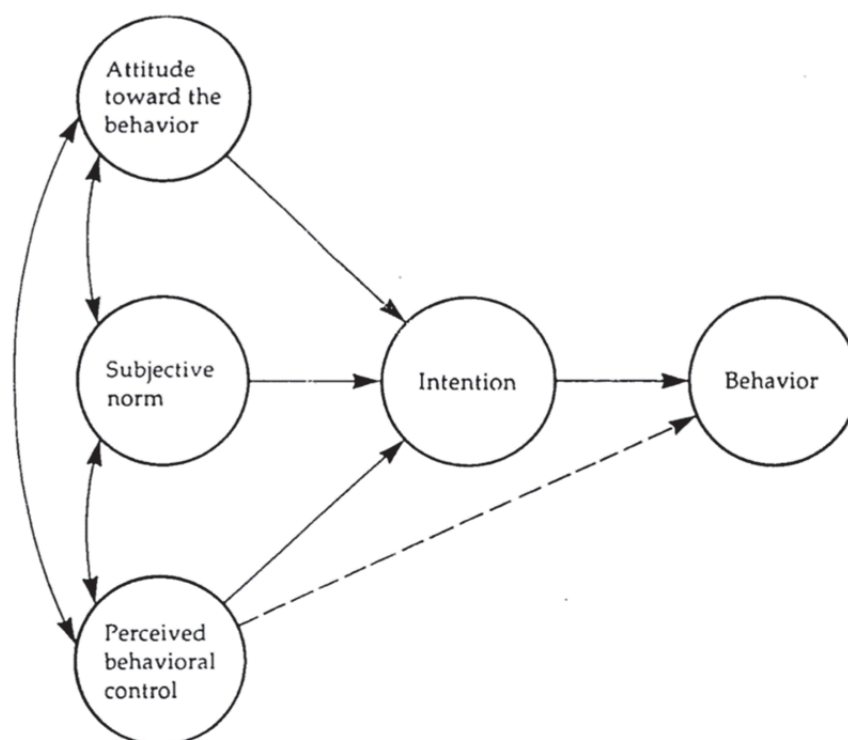 Attitude
toward the
behavior
Subjective
norm
Intention
Behavior
Perceived
behavioral
control